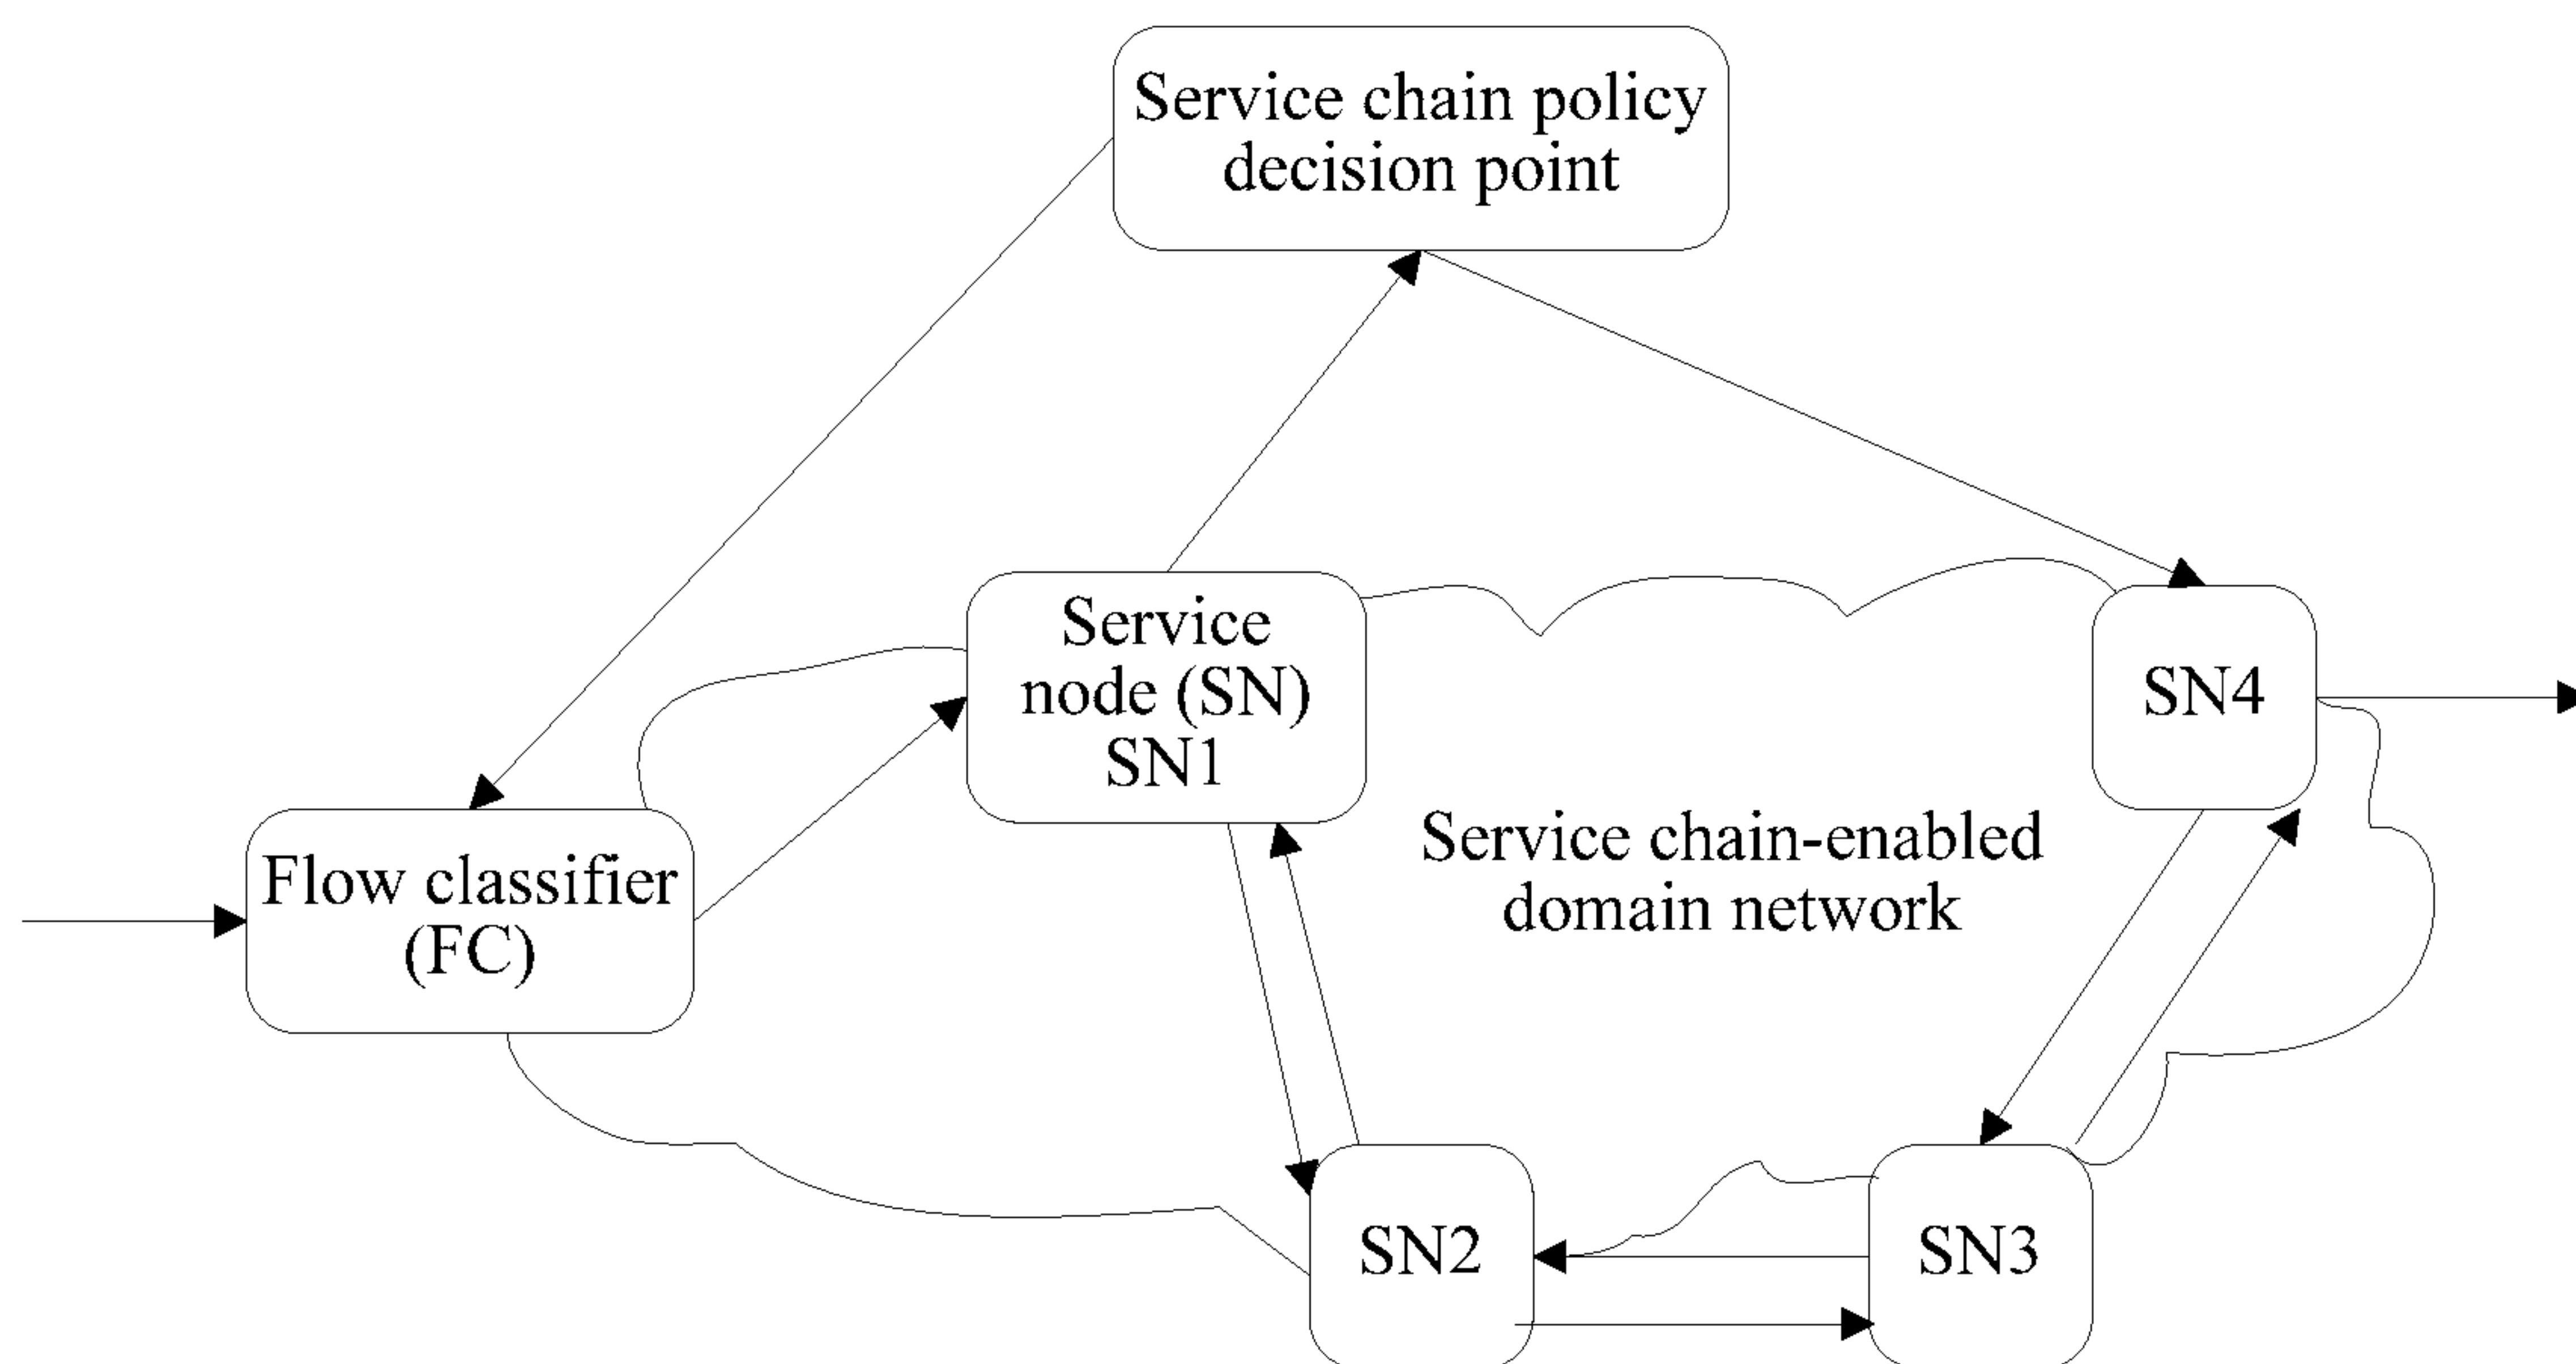 Service chain policy
decision point
Service
node (SN)
SN1
SN4
Flow classifier
(FC)
Service chain-enabled
domain network
SN2
SN3